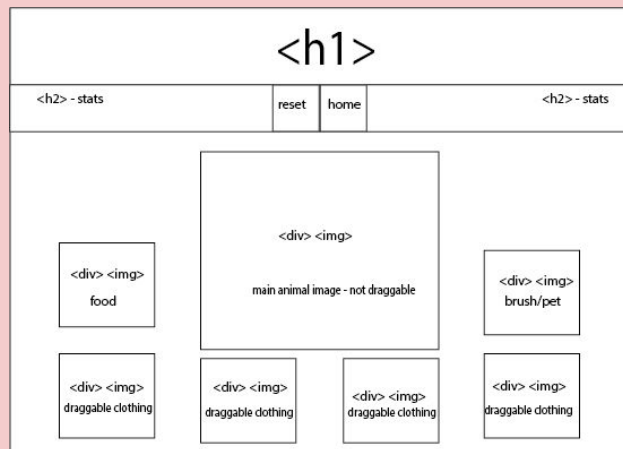 <h1>
<h2> - stats
reset
home
<h2> - stats
<div> <img>
main animal image - not draggable
<div> <img>
food
<div> <img>
brush/pet
<div> <img>
draggable clothing
<div> <img>
draggable clothing
<div> <img>
draggable clothing
<div> <img>
draggable clothing